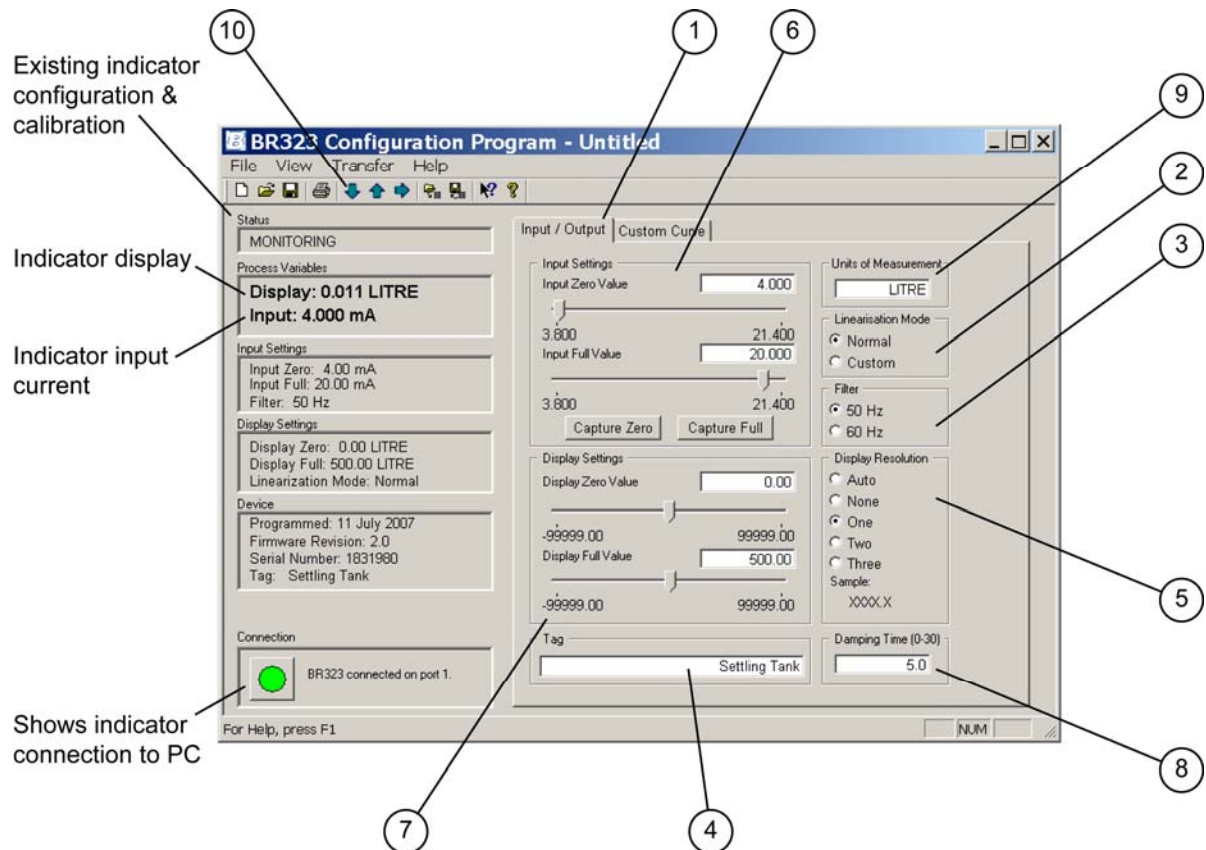 10
1
6
Existing indicator
configuration &
calibration
9
BR323 Configuration Program - Untitled
File View Transfer Help
2
Status
MONITORING
Input / Output
Custom Curve
3
Indicator display
Process Variables
Display: 0.011 LITRE
Input: 4.000 mA
Input Settings
Input Zero Value
4.000
3.800
21.400
Input Full Value
20.000
3.800
21.400
Capture Zero
Capture Full
Units of Measurement
LITRE
Linearisation Mode
Normal
Custom
Indicator input
current
Input Settings
Input Zero: 4.00 mA
Input Full: 20.00 mA
Filter: 50 Hz
Filter
50 Hz
60 Hz
Display Settings
Display Zero: 0.00 LITRE
Display Full: 500.00 LITRE
Linearization Mode: Normal
Display Settings
Display Zero Value
0.00
-99999.00
99999.00
Display Full Value
500.00
-99999.00
99999.00
Display Resolution
Auto
None
One
Two
Three
Sample:
XXXX.X
Device
Programmed: 11 July 2007
Firmware Revision: 2.0
Serial Number: 1831980
Tag: Settling Tank
5
Connection
BR323 connected on port 1.
Tag
Settling Tank
Damping Time (0-30)
5.0
Shows indicator
connection to PC
For Help, press F1
NUM
8
7
4